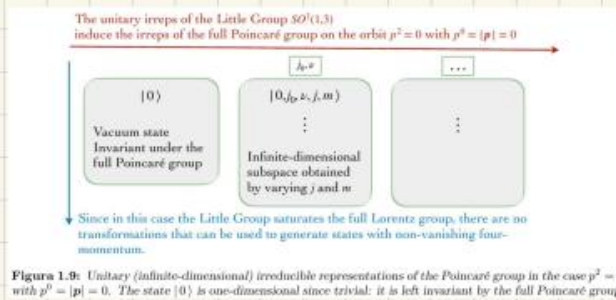 The unitary irreps of the Little Group SO↑(1,3)
induce the irreps of the full Poincaré group on the orbit p² = 0 with p⁰ = |p| = 0
j₀, ν
...
|0⟩
Vacuum state
Invariant under the
full Poincaré group
|0, j₀, ν, j, m⟩
⋮
Infinite-dimensional
subspace obtained
by varying j and m
⋮
Since in this case the Little Group saturates the full Lorentz group, there are no
transformations that can be used to generate states with non-vanishing four-
momentum.
Figura 1.9: Unitary (infinite-dimensional) irreducible representations of the Poincaré group in the case p² =
with p⁰ = |p| = 0. The state |0⟩ is one-dimensional since trivial: it is left invariant by the full Poincaré grou